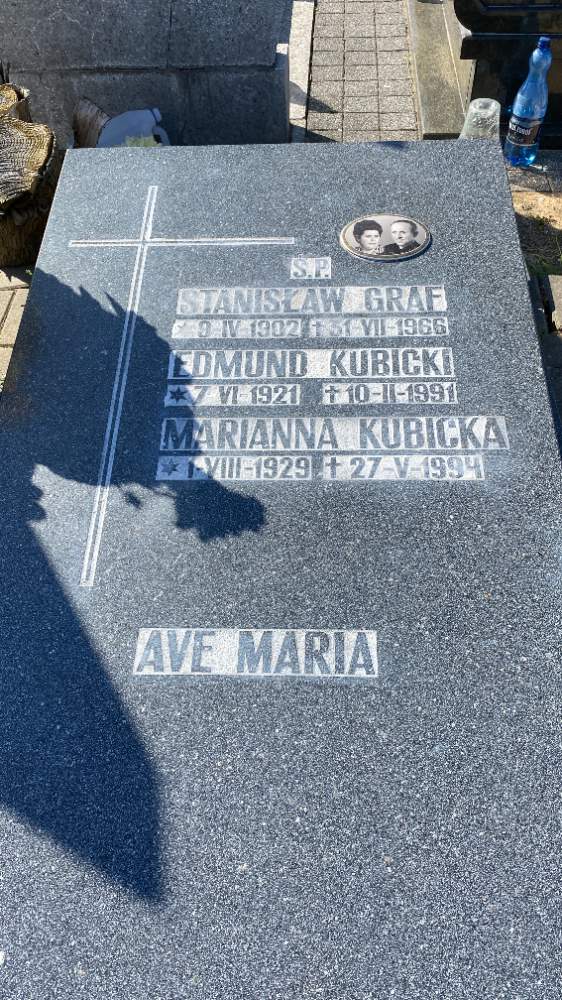 Ś.P.
STANISŁAW GRAF
* 9-IV-1902 ✝ 31-VII-1966
EDMUND KUBICKI
* 7-VI-1921 ✝ 10-II-1991
MARIANNA KUBICKA
* 1-VIII-1929 ✝ 27-V-1994
AVE MARIA